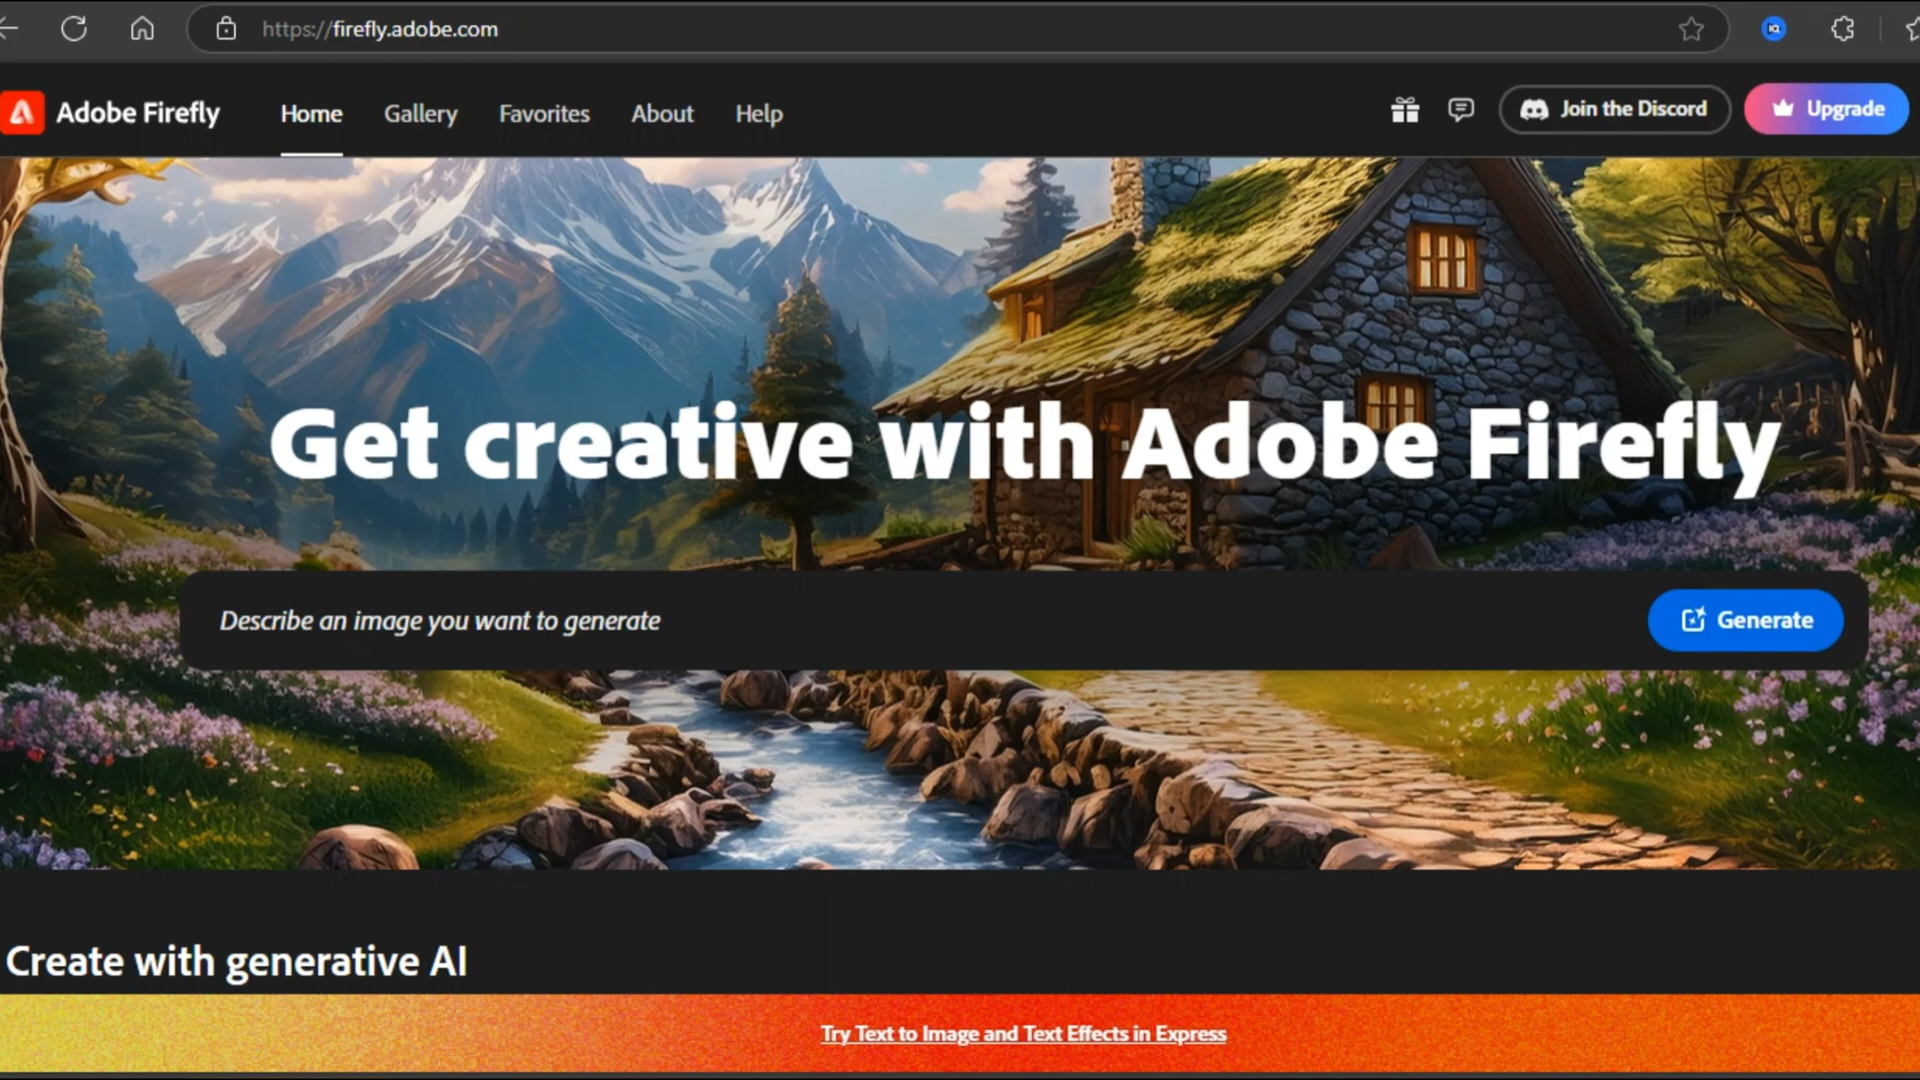 https://firefly.adobe.com
Adobe Firefly Home Gallery Favorites About Help Join the Discord Upgrade
Get creative with Adobe Firefly
Describe an image you want to generate Generate
Create with generative AI
Try Text to Image and Text Effects in Express